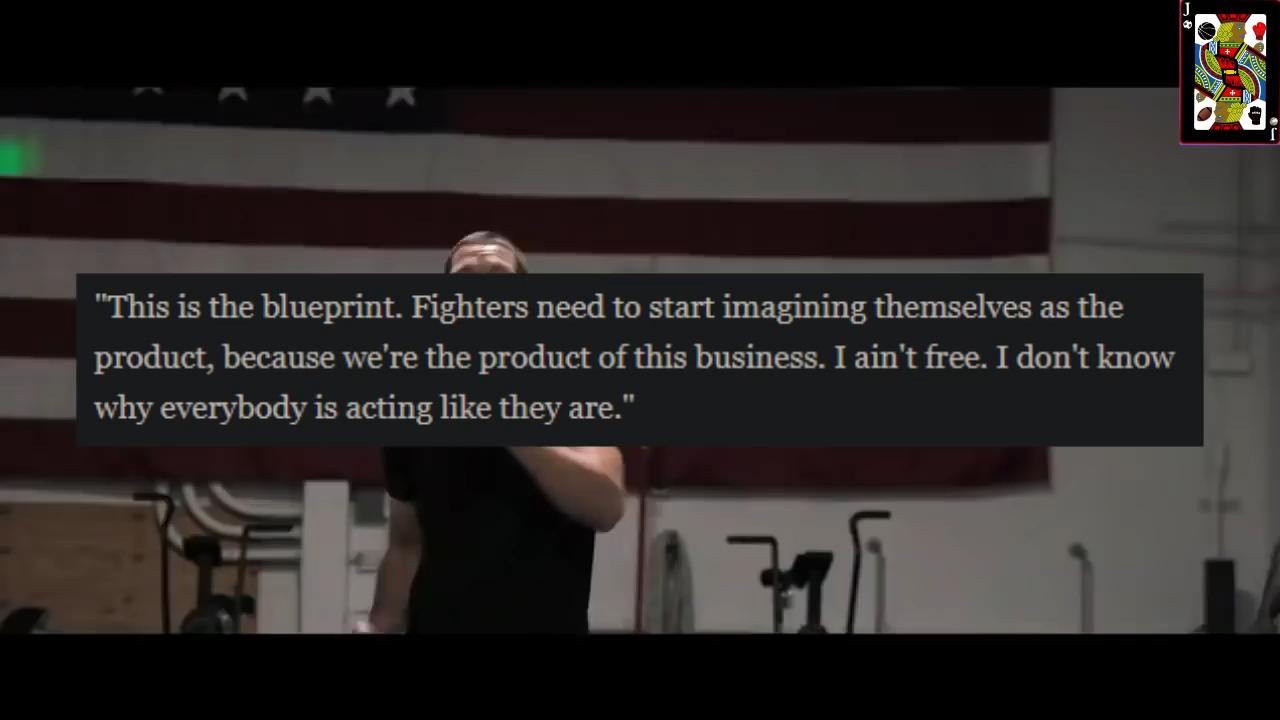 J
"This is the blueprint. Fighters need to start imagining themselves as the
product, because we're the product of this business. I ain't free. I don't know
why everybody is acting like they are."
J